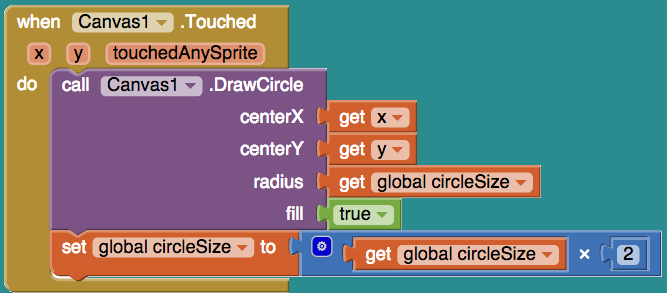 when Canvas1 .Touched
x y touchedAnySprite
do call Canvas1 .DrawCircle
centerX get x
centerY get y
radius get global circleSize
fill true
set global circleSize to get global circleSize × 2